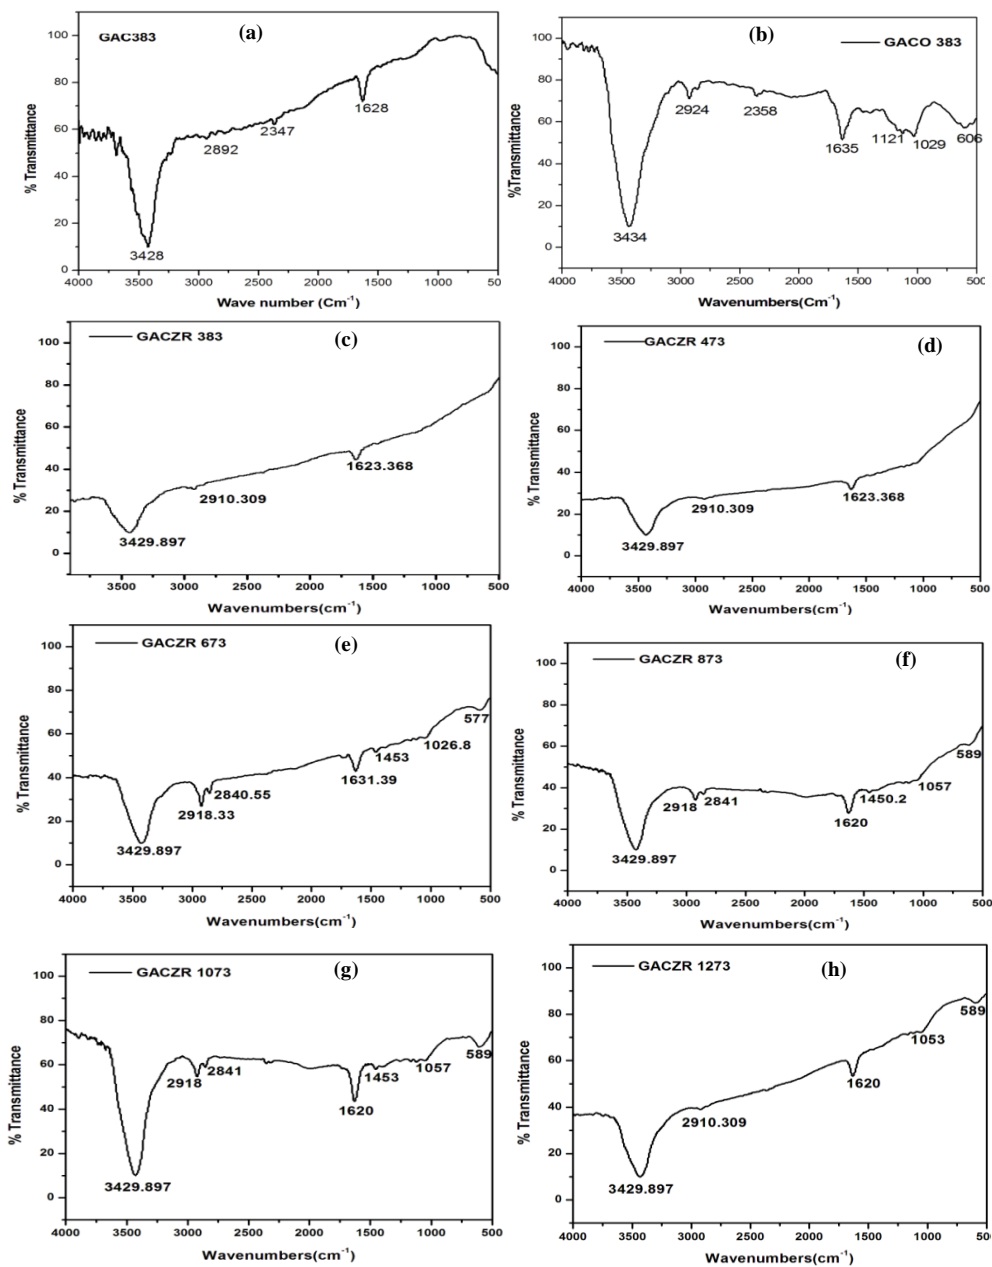 GAC383
(a)
% Transmittance
100
80
60
40
20
0
3428
2892
2347
1628
4000 3500 3000 2500 2000 1500 1000 500
Wave number (Cm⁻¹)
(b)
GACO 383
%Transmittance
100
80
60
40
20
0
3434
2924
2358
1635
1121
1029
606
4000 3500 3000 2500 2000 1500 1000 500
Wavenumbers(Cm⁻¹)
GACZR 383
(c)
% Transmittance
100
80
60
40
20
0
3429.897
2910.309
1623.368
3500 3000 2500 2000 1500 1000 500
Wavenumbers(cm⁻¹)
GACZR 473
(d)
% Transmittance
100
80
60
40
20
0
3429.897
2910.309
1623.368
4000 3500 3000 2500 2000 1500 1000 500
Wavenumbers(cm⁻¹)
GACZR 673
(e)
% Transmittance
100
80
60
40
20
0
3429.897
2918.33
2840.55
1631.39
1453
1026.8
577
4000 3500 3000 2500 2000 1500 1000 500
Wavenumbers(cm⁻¹)
GACZR 873
(f)
% Transmittance
100
80
60
40
20
0
3429.897
2918
2841
1620
1450.2
1057
589
4000 3500 3000 2500 2000 1500 1000 500
Wavenumbers(cm⁻¹)
GACZR 1073
(g)
% Transmittance
100
80
60
40
20
0
3429.897
2918
2841
1620
1453
1057
589
4000 3500 3000 2500 2000 1500 1000 500
Wavenumbers(cm⁻¹)
GACZR 1273
(h)
% Transmittance
100
80
60
40
20
0
3429.897
2910.309
1620
1053
589
4000 3500 3000 2500 2000 1500 1000 500
Wavenumbers(cm⁻¹)